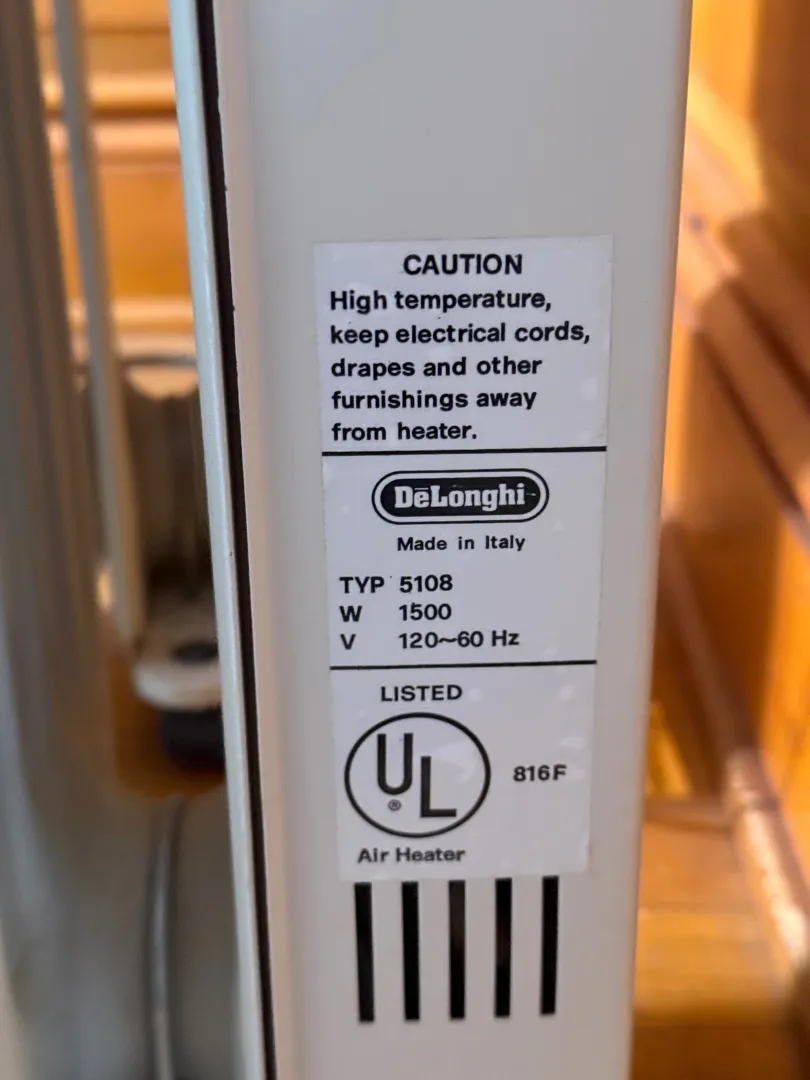 CAUTION
High temperature,
keep electrical cords,
drapes and other
furnishings away
from heater.
DeLonghi
Made in Italy
TYP 5108
W 1500
V 120~60 Hz
LISTED
UL
®
816F
Air Heater